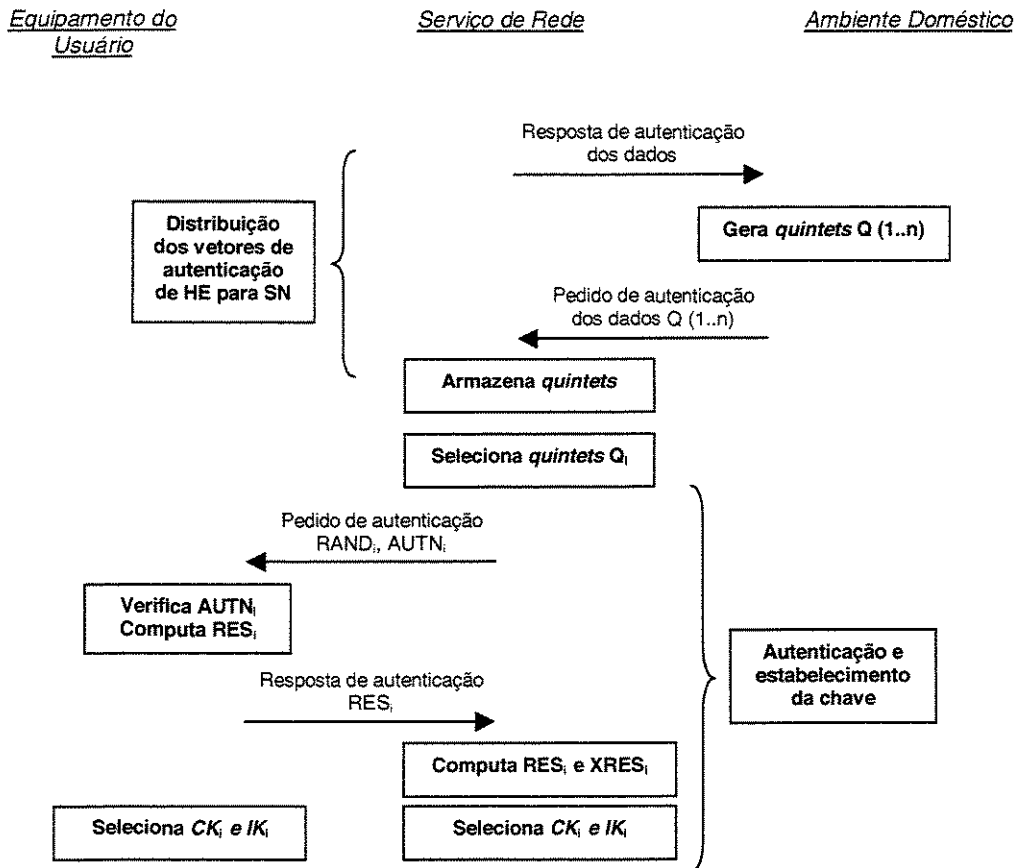 Equipamento do
Usuário
Serviço de Rede
Ambiente Doméstico
Resposta de autenticação
dos dados
Distribuição
dos vetores de
autenticação
de HE para SN
Gera quintets Q (1..n)
Pedido de autenticação
dos dados Q (1..n)
Armazena quintets
Seleciona quintets Qᵢ
Pedido de autenticação
RANDᵢ, AUTNᵢ
Verifica AUTNᵢ
Computa RESᵢ
Autenticação e
estabelecimento
da chave
Resposta de autenticação
RESᵢ
Computa RESᵢ e XRESᵢ
Seleciona CKᵢ e IKᵢ
Seleciona CKᵢ e IKᵢ